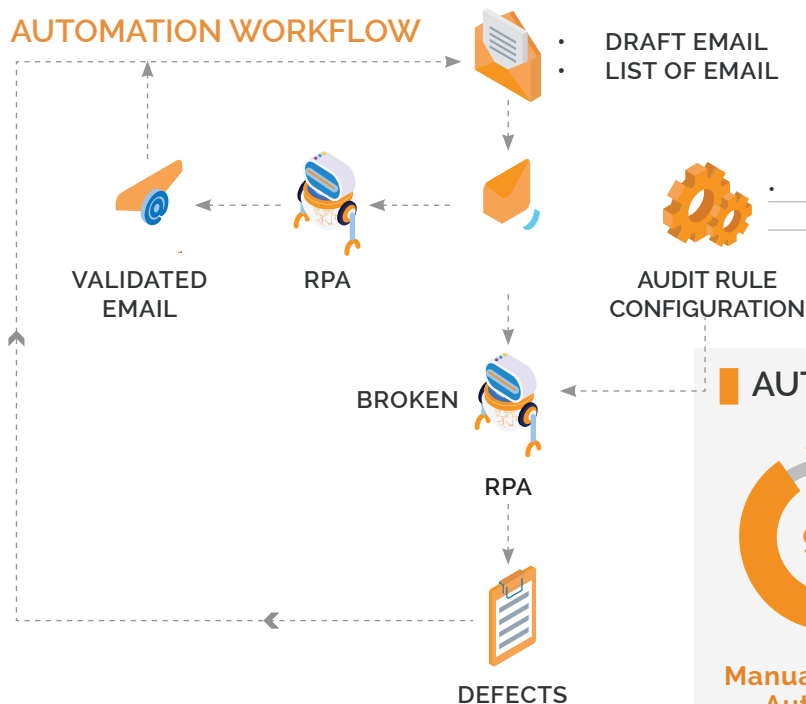 AUTOMATION WORKFLOW
• DRAFT EMAIL
• LIST OF EMAIL
VALIDATED
EMAIL
RPA
AUDIT RULE
CONFIGURATION
BROKEN
RPA
DEFECTS